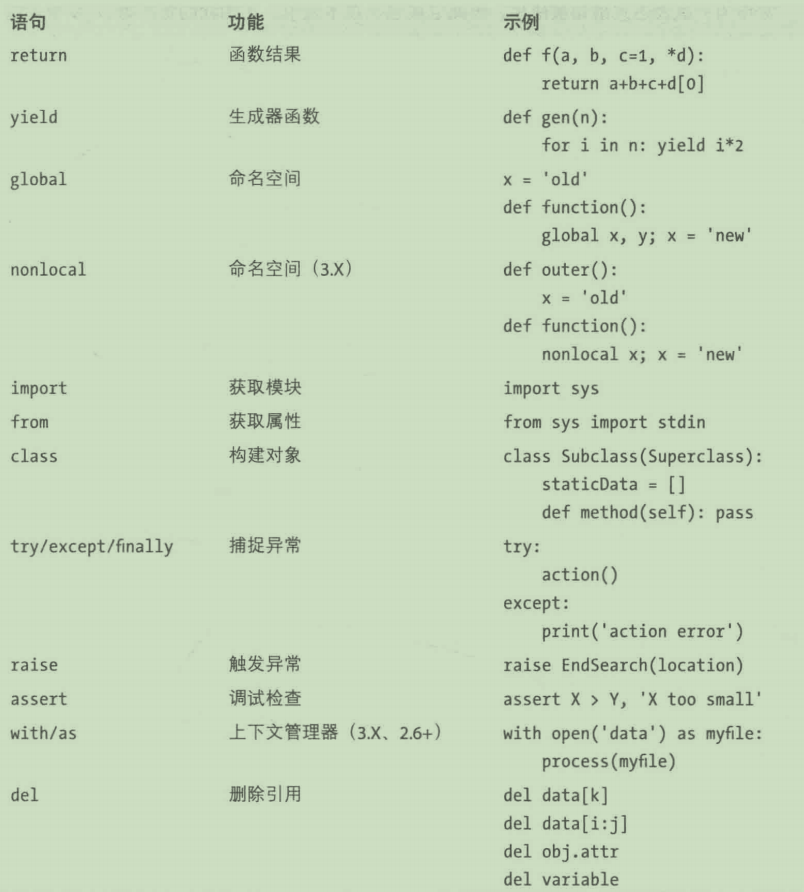 语句 功能 示例
return 函数结果 def f(a, b, c=1, *d):
return a+b+c+d[0]
yield 生成器函数 def gen(n):
for i in n: yield i*2
global 命名空间 x = 'old'
def function():
global x, y; x = 'new'
nonlocal 命名空间（3.X） def outer():
x = 'old'
def function():
nonlocal x; x = 'new'
import 获取模块 import sys
from 获取属性 from sys import stdin
class 构建对象 class Subclass(Superclass):
staticData = []
def method(self): pass
try/except/finally 捕捉异常 try:
action()
except:
print('action error')
raise 触发异常 raise EndSearch(location)
assert 调试检查 assert X > Y, 'X too small'
with/as 上下文管理器（3.X、2.6+） with open('data') as myfile:
process(myfile)
del 删除引用 del data[k]
del data[i:j]
del obj.attr
del variable